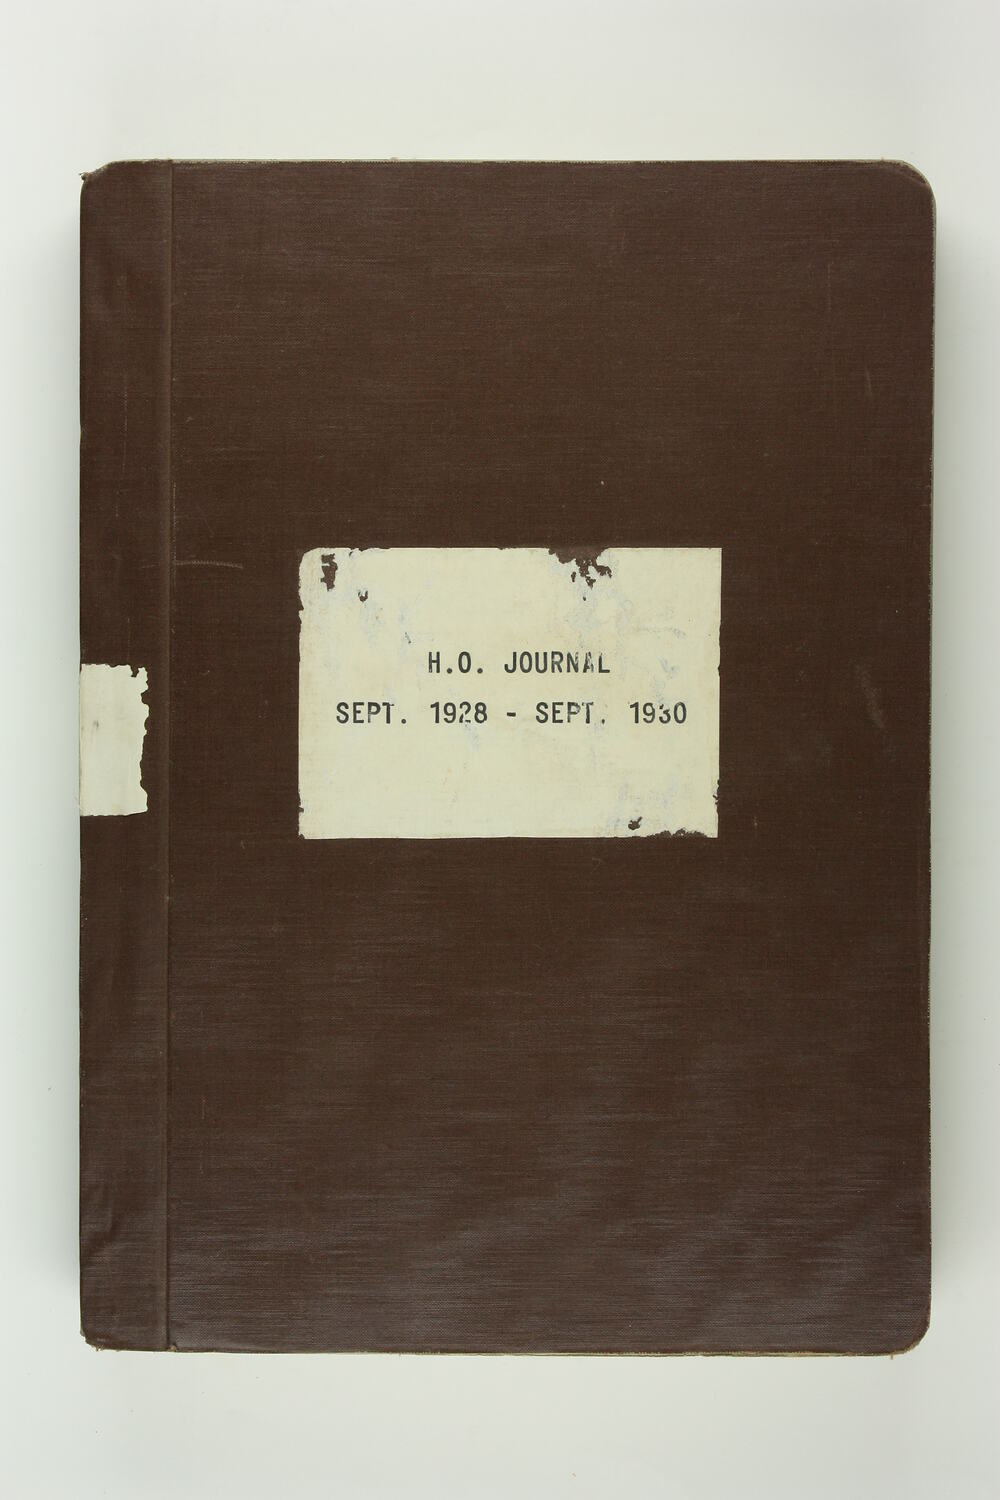 H.O. JOURNAL
SEPT. 1928 - SEPT. 1930